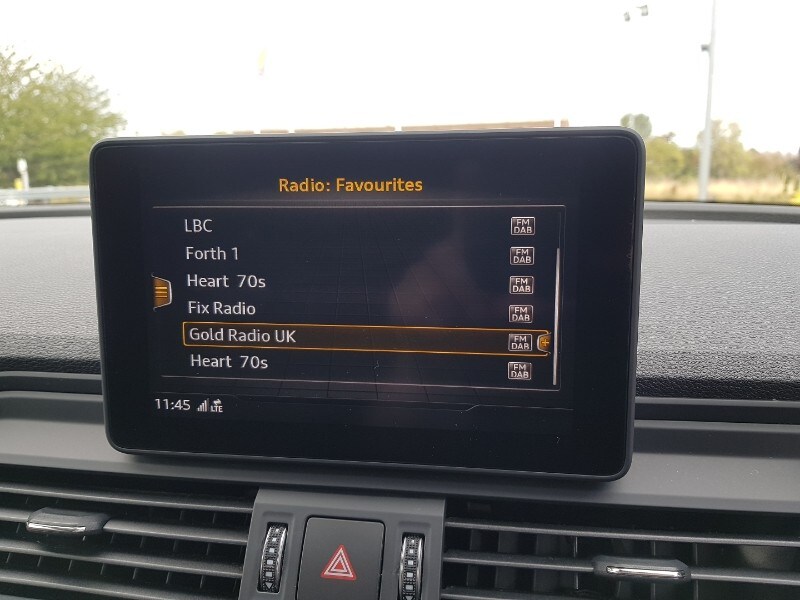 Radio: Favourites
LBC FM DAB
Forth 1 FM DAB
Heart 70s FM DAB
Fix Radio FM DAB
Gold Radio UK FM DAB
Heart 70s FM DAB
11:45 LTE